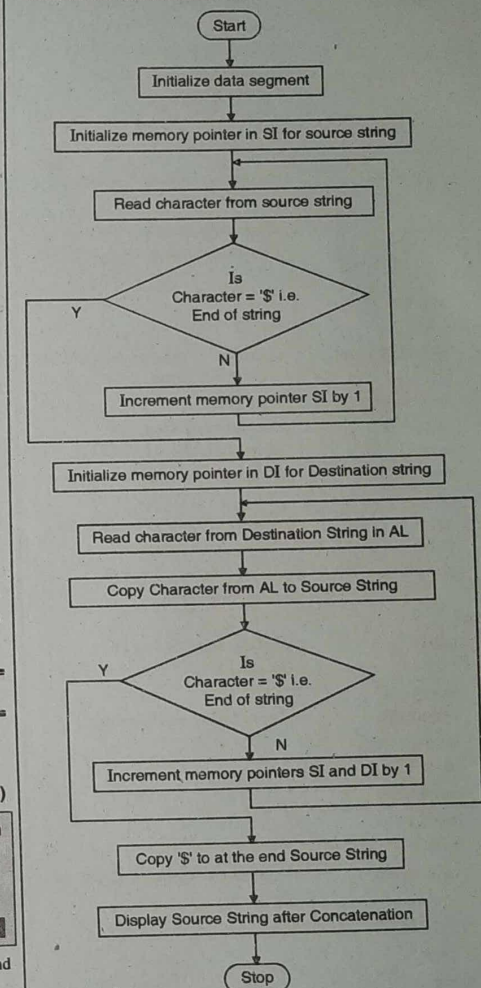 Start
Initialize data segment
Initialize memory pointer in SI for source string
Read character from source string
Is
Character = '$' i.e.
End of string
Y
N
Increment memory pointer SI by 1
Initialize memory pointer in DI for Destination string
Read character from Destination String in AL
Copy Character from AL to Source String
Is
Character = '$' i.e.
End of string
Y
N
Increment memory pointers SI and DI by 1
Copy '$' to at the end Source String
Display Source String after Concatenation
Stop